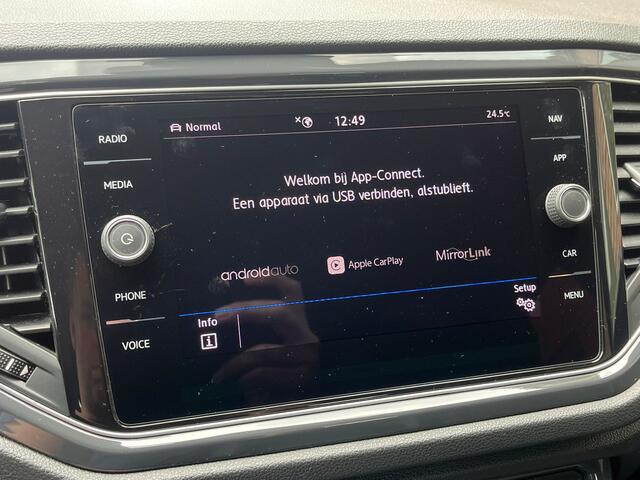 RADIO
MEDIA
PHONE
VOICE
Normal
12:49
24.5°C
Welkom bij App-Connect.
Een apparaat via USB verbinden, alstublieft.
androidauto
Apple CarPlay
MirrorLink
Info
i
Setup
NAV
APP
CAR
MENU